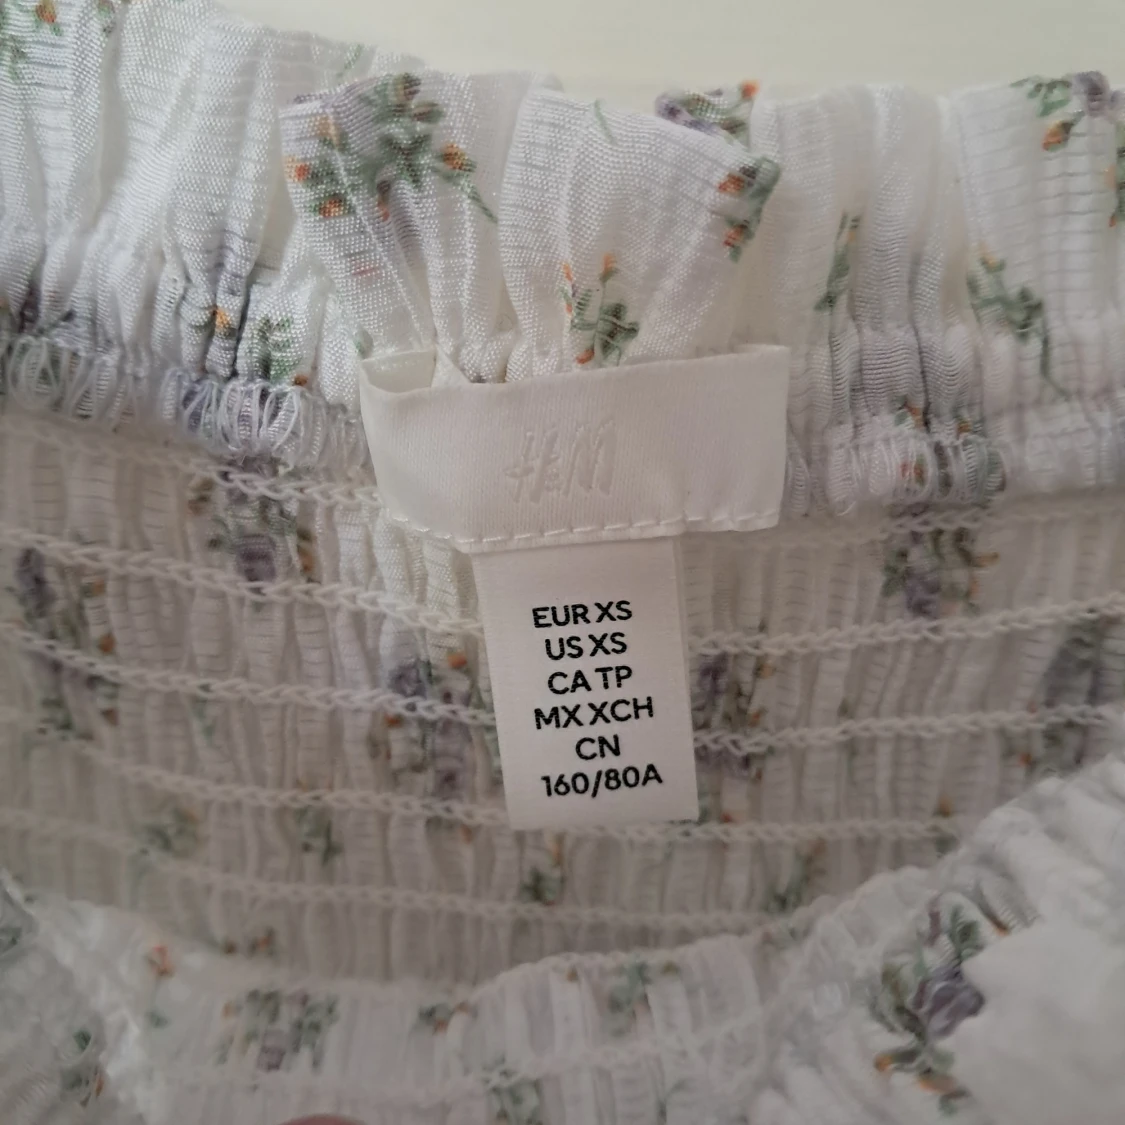 H&M
EUR XS
US XS
CA TP
MX XCH
CN
160/80A